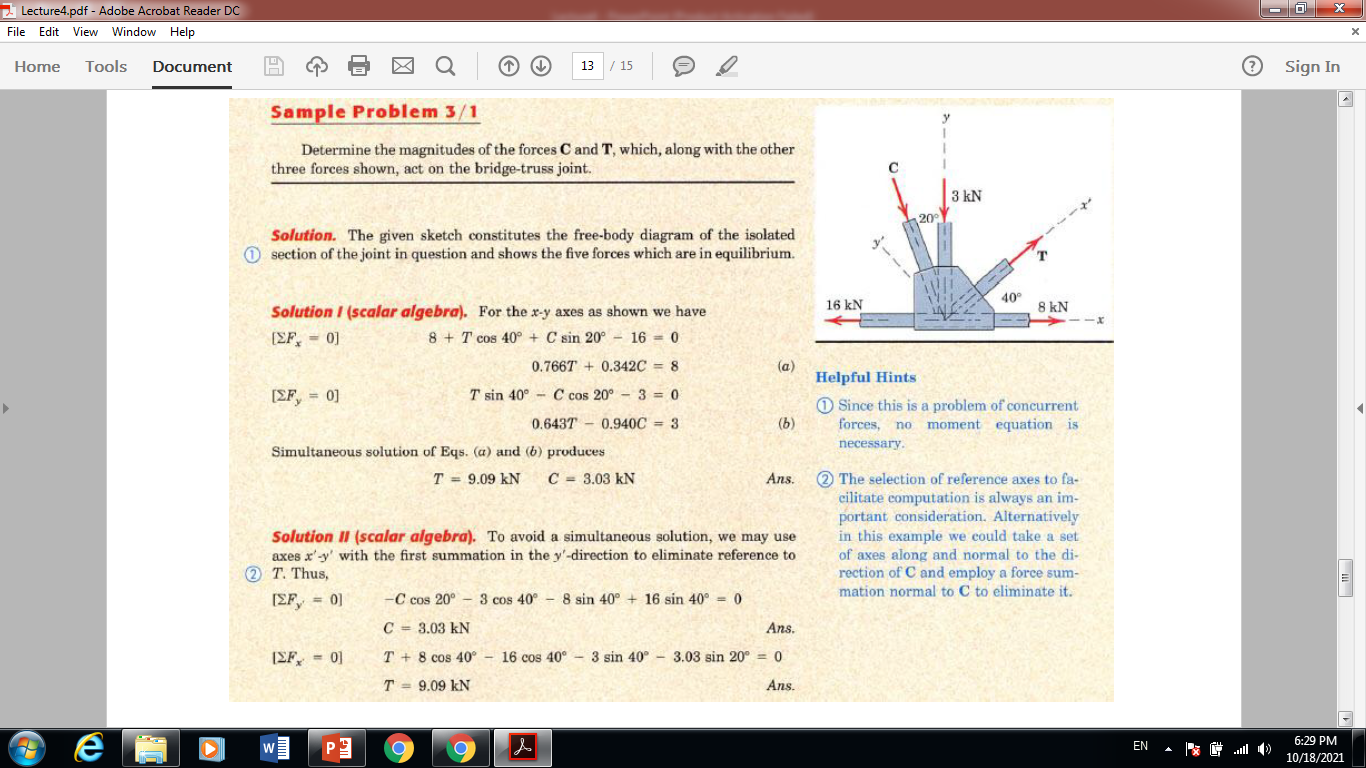 Lecture4.pdf - Adobe Acrobat Reader DC
File Edit View Window Help
Home Tools Document 13 / 15 Sign In
Sample Problem 3/1
Determine the magnitudes of the forces C and T, which, along with the other
three forces shown, act on the bridge-truss joint.
Solution. The given sketch constitutes the free-body diagram of the isolated
① section of the joint in question and shows the five forces which are in equilibrium.
Solution I (scalar algebra). For the x-y axes as shown we have
[ΣFx = 0] 8 + T cos 40° + C sin 20° − 16 = 0
0.766T + 0.342C = 8 (a)
[ΣFy = 0] T sin 40° − C cos 20° − 3 = 0
0.643T − 0.940C = 3 (b)
Simultaneous solution of Eqs. (a) and (b) produces
T = 9.09 kN C = 3.03 kN Ans.
Solution II (scalar algebra). To avoid a simultaneous solution, we may use
axes x′-y′ with the first summation in the y′-direction to eliminate reference to
② T. Thus,
[ΣFy′ = 0] −C cos 20° − 3 cos 40° − 8 sin 40° + 16 sin 40° = 0
C = 3.03 kN Ans.
[ΣFx′ = 0] T + 8 cos 40° − 16 cos 40° − 3 sin 40° − 3.03 sin 20° = 0
T = 9.09 kN Ans.
y
C
3 kN
20°
x′
y′
T
40°
16 kN
8 kN
x
Helpful Hints
① Since this is a problem of concurrent
forces, no moment equation is
necessary.
② The selection of reference axes to fa-
cilitate computation is always an im-
portant consideration. Alternatively
in this example we could take a set
of axes along and normal to the di-
rection of C and employ a force sum-
mation normal to C to eliminate it.
EN
6:29 PM
10/18/2021